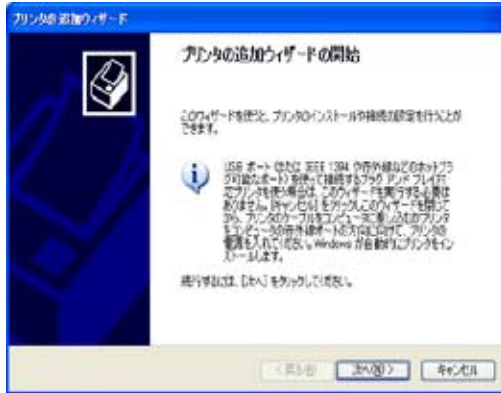 プリンタの追加ウィザード
プリンタの追加ウィザードの開始
このウィザードを使うと、プリンタのインストールや接続の設定を行うことが
できます。
USB ポート (または IEEE 1394 や赤外線などのホットプラ
グ可能なポート) を使って接続するプラグ アンド プレイ対
応プリンタを使う場合は、このウィザードを実行する必要は
ありません。[キャンセル] をクリックしこのウィザードを閉じて
から、プリンタのケーブルをコンピュータに差し込むかプリンタ
をコンピュータの赤外線ポートの方向に向けて、プリンタの
電源を入れてください。Windows が自動的にプリンタをイン
ストールします。
続行するには、[次へ] をクリックしてください。
< 戻る(B)
次へ(N) >
キャンセル